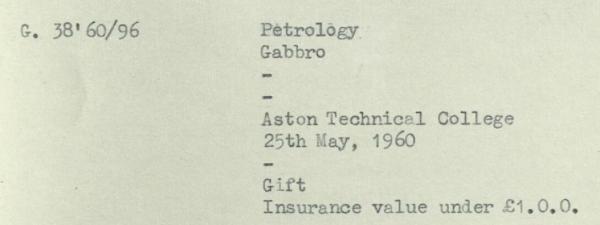 G. 38'60/96 Petrology
Gabbro
-
-
Aston Technical College
25th May, 1960
-
Gift
Insurance value under £1.0.0.